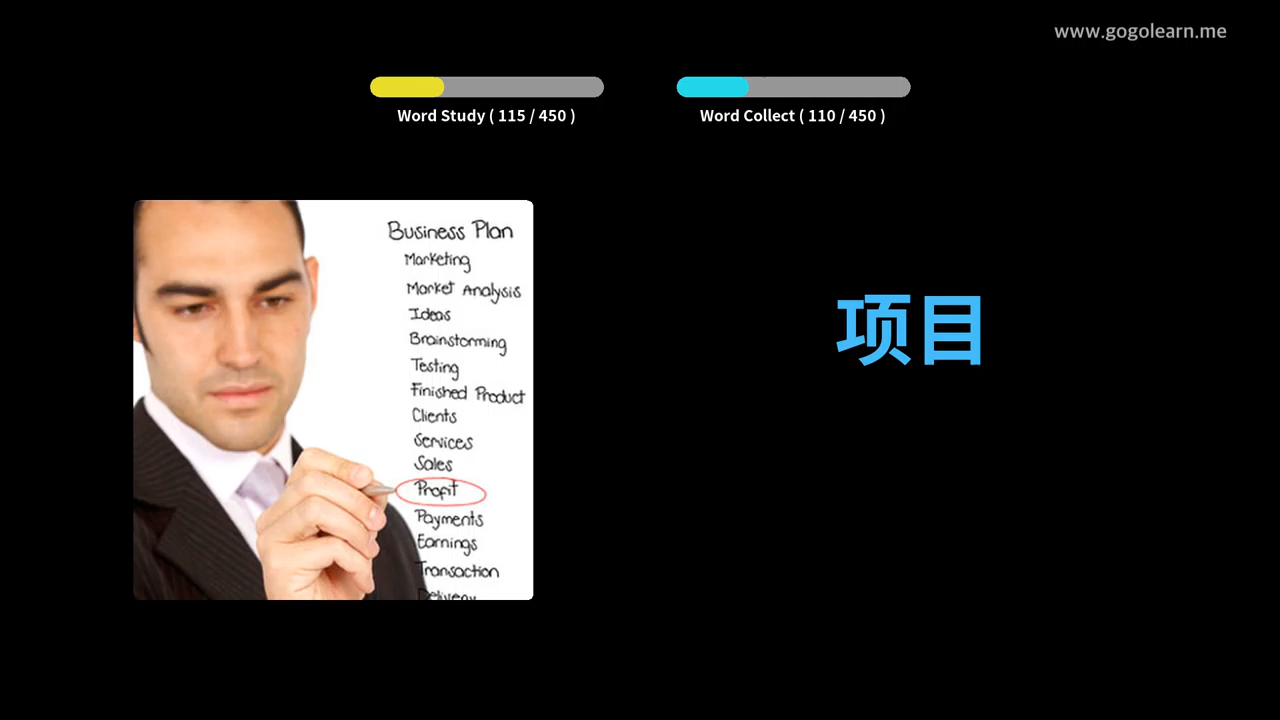 www.gogolearn.me
Word Study ( 115 / 450 )
Word Collect ( 110 / 450 )
Business Plan
Marketing
Market Analysis
Ideas
Brainstorming
Testing
Finished Product
Clients
Services
Sales
Profit
Payments
Earnings
Transaction
Delivery
项目